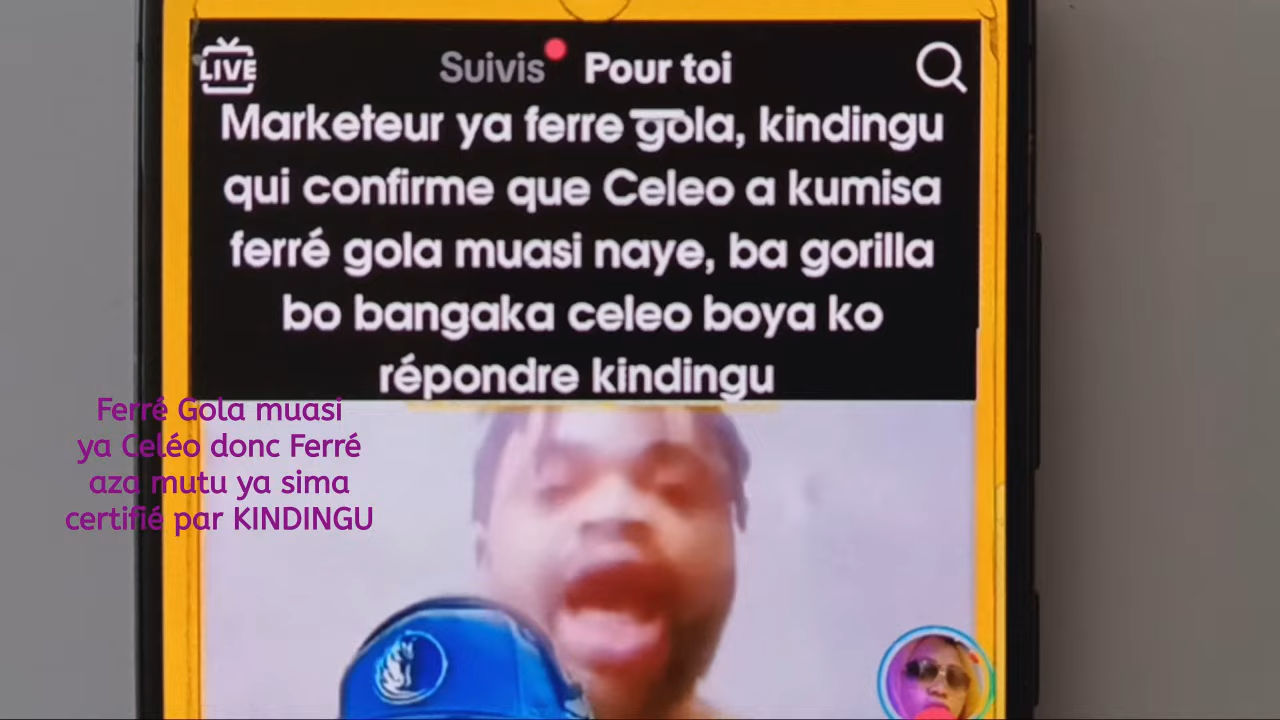 LIVE
Suivis Pour toi
Marketeur ya ferre gola, kindingu
qui confirme que Celeo a kumisa
ferré gola muasi naye, ba gorilla
bo bangaka celeo boya ko
répondre kindingu
Ferré Gola muasi
ya Celéo donc Ferré
aza mutu ya sima
certifié par KINDINGU